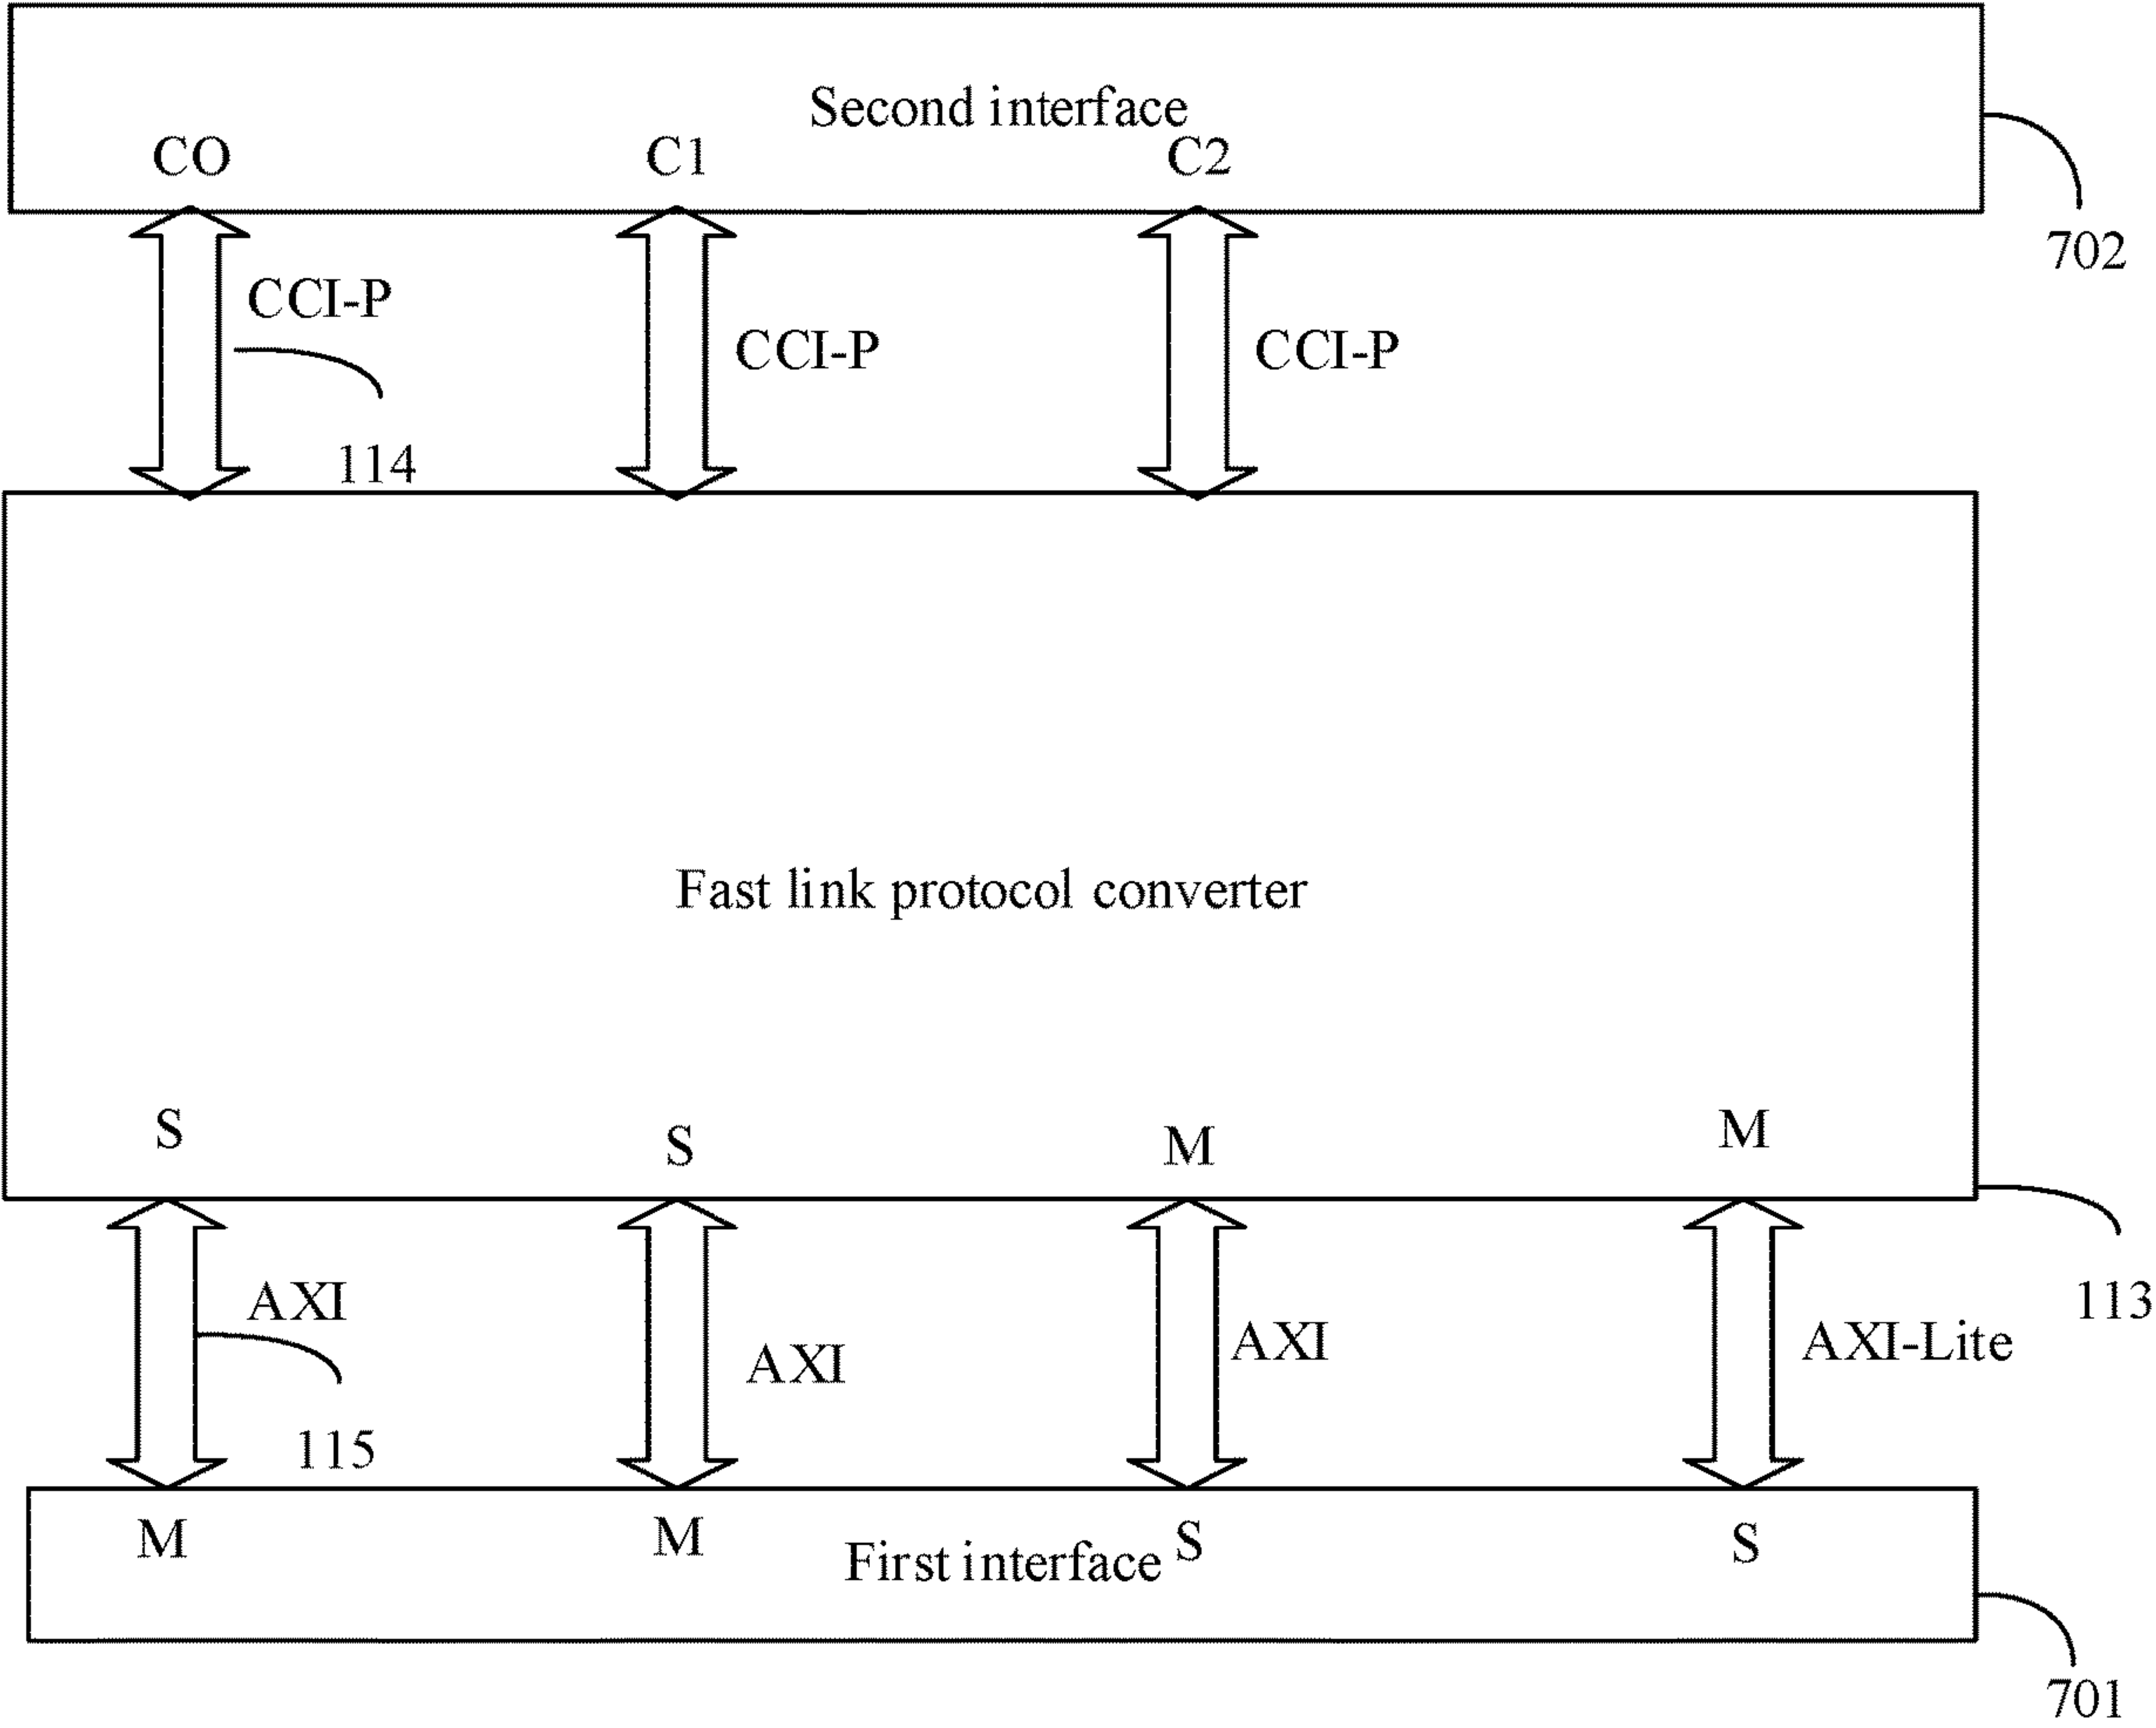 Second interface
CO C1 C2
702
CCI-P
CCI-P CCI-P
114
Fast link protocol converter
S S M M
113
AXI
AXI AXI AXI-Lite
115
M M First interface S S
701